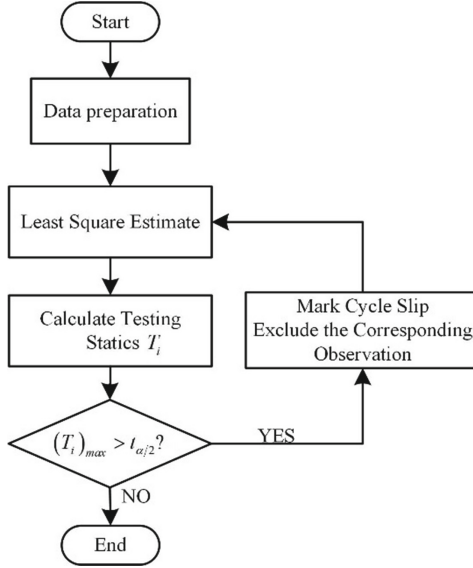 Start
Data preparation
Least Square Estimate
Calculate Testing
Statics T_i
Mark Cycle Slip
Exclude the Corresponding
Observation
(T_i)_max > t_α/2?
YES
NO
End